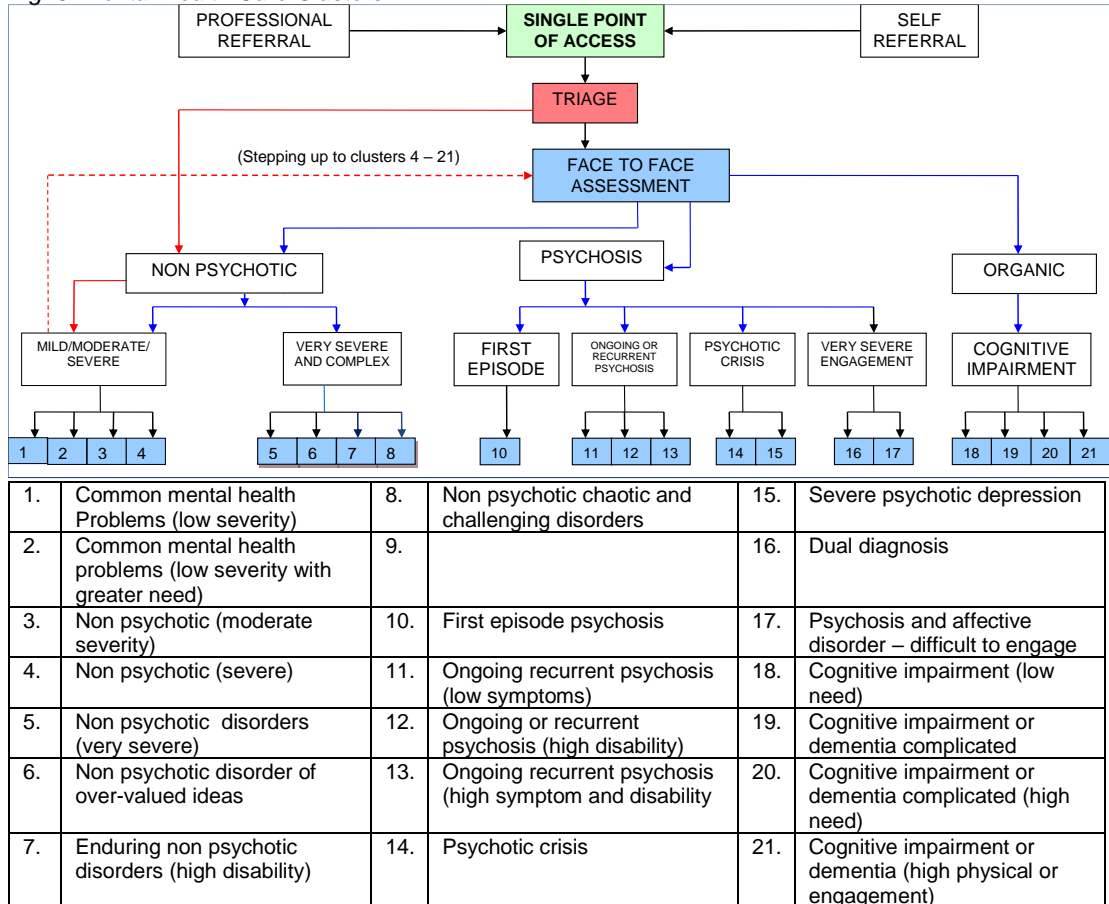 PROFESSIONAL
REFERRAL
SINGLE POINT
OF ACCESS
SELF
REFERRAL
TRIAGE
(Stepping up to clusters 4 – 21)
FACE TO FACE
ASSESSMENT
NON PSYCHOTIC
PSYCHOSIS
ORGANIC
MILD/MODERATE/
SEVERE
VERY SEVERE
AND COMPLEX
FIRST
EPISODE
ONGOING OR
RECURRENT
PSYCHOSIS
PSYCHOTIC
CRISIS
VERY SEVERE
ENGAGEMENT
COGNITIVE
IMPAIRMENT
1 2 3 4 5 6 7 8 10 11 12 13 14 15 16 17 18 19 20 21
1. Common mental health
Problems (low severity)
8. Non psychotic chaotic and
challenging disorders
15. Severe psychotic depression
2. Common mental health
problems (low severity with
greater need)
9.
16. Dual diagnosis
3. Non psychotic (moderate
severity)
10. First episode psychosis
17. Psychosis and affective
disorder – difficult to engage
4. Non psychotic (severe)
11. Ongoing recurrent psychosis
(low symptoms)
18. Cognitive impairment (low
need)
5. Non psychotic disorders
(very severe)
12. Ongoing or recurrent
psychosis (high disability)
19. Cognitive impairment or
dementia complicated
6. Non psychotic disorder of
over-valued ideas
13. Ongoing recurrent psychosis
(high symptom and disability
20. Cognitive impairment or
dementia complicated (high
need)
7. Enduring non psychotic
disorders (high disability)
14. Psychotic crisis
21. Cognitive impairment or
dementia (high physical or
engagement)